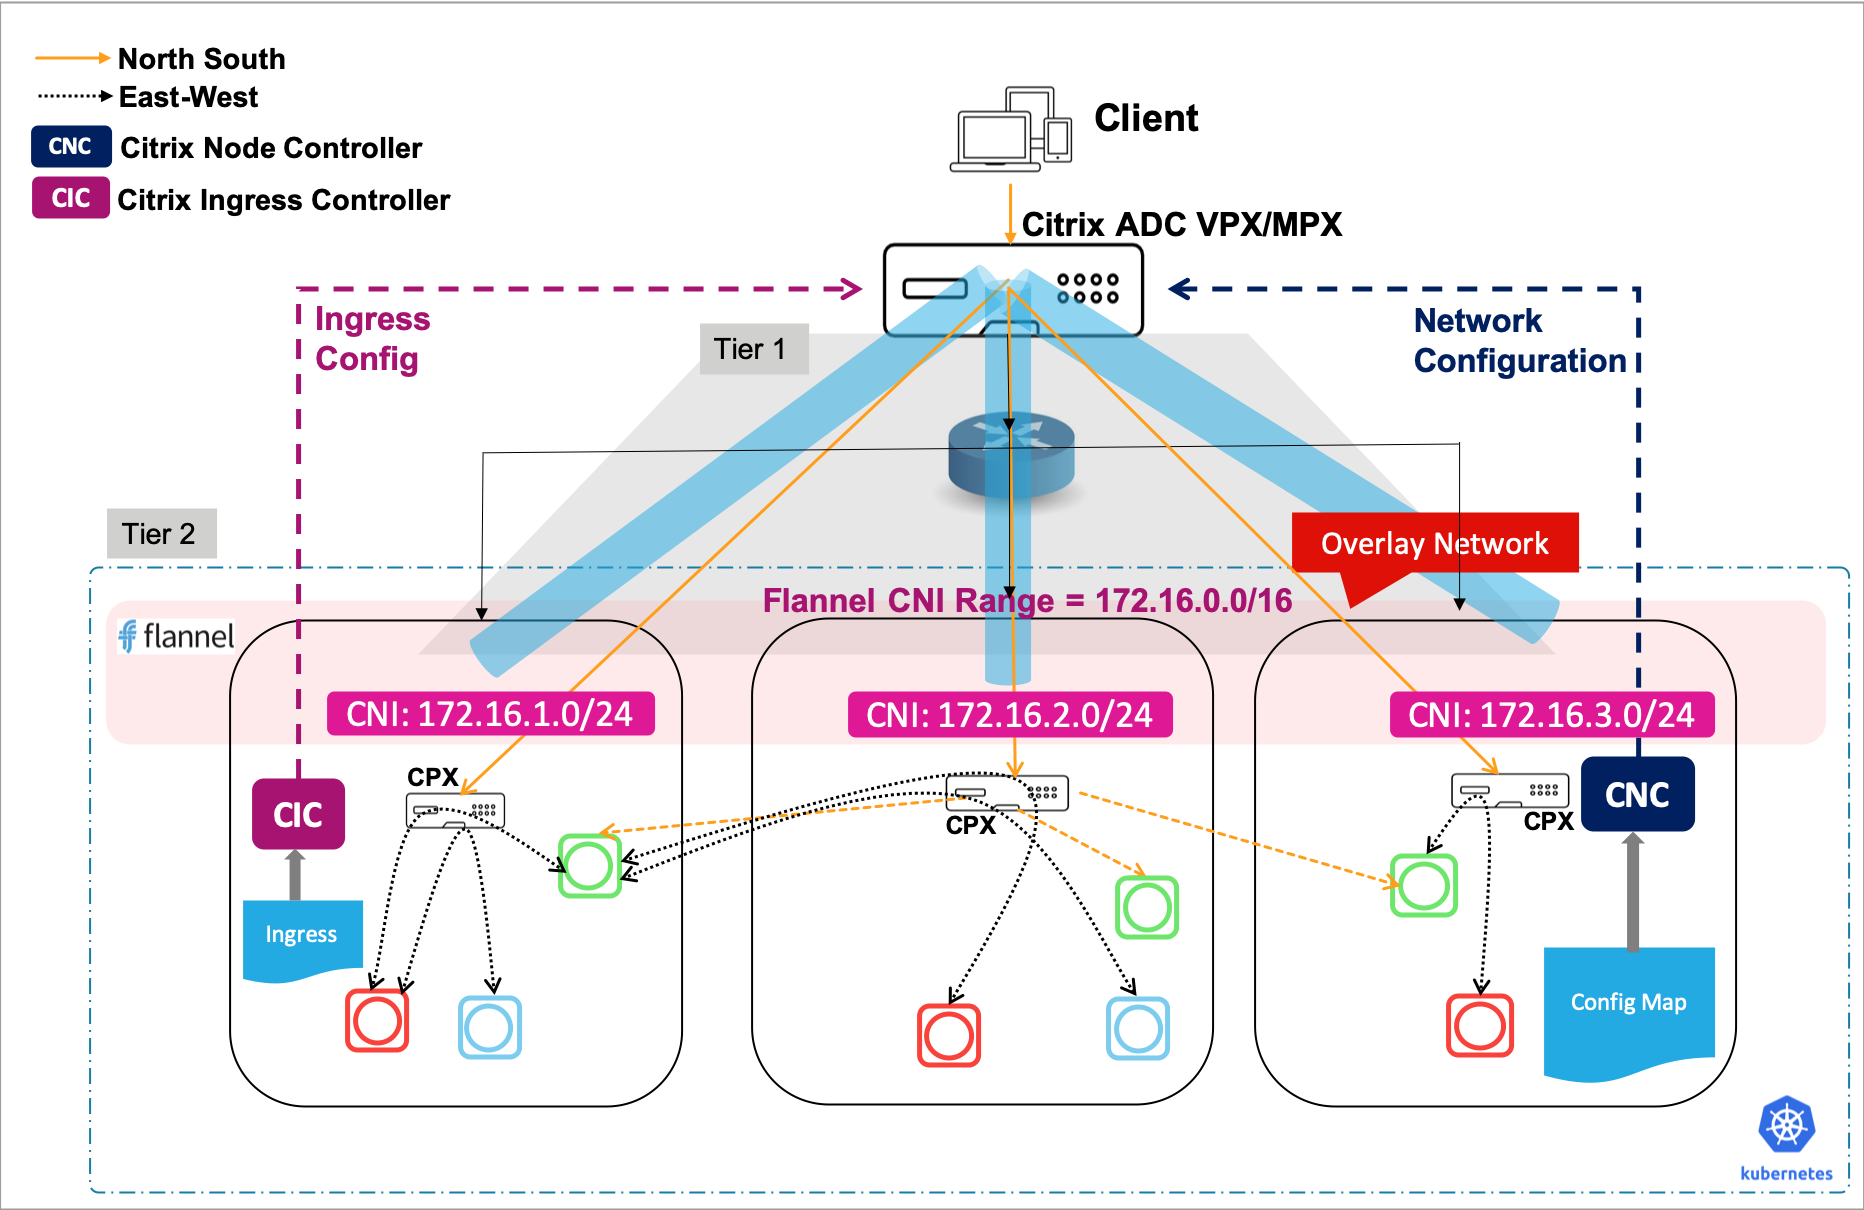 North South
East-West
CNC Citrix Node Controller
CIC Citrix Ingress Controller
Client
Citrix ADC VPX/MPX
Ingress
Config
Network
Configuration
Tier 1
Tier 2
Overlay Network
Flannel CNI Range = 172.16.0.0/16
flannel
CNI: 172.16.1.0/24
CNI: 172.16.2.0/24
CNI: 172.16.3.0/24
CIC
CPX
CPX
CPX
CNC
Ingress
Config Map
kubernetes